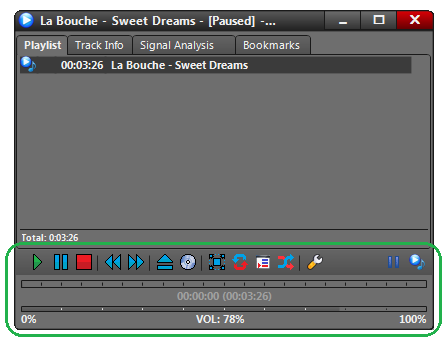 La Bouche - Sweet Dreams - [Paused] -...
Playlist Track Info Signal Analysis Bookmarks
00:03:26 La Bouche - Sweet Dreams
Total: 0:03:26
00:00:00 (00:03:26)
0% VOL: 78% 100%